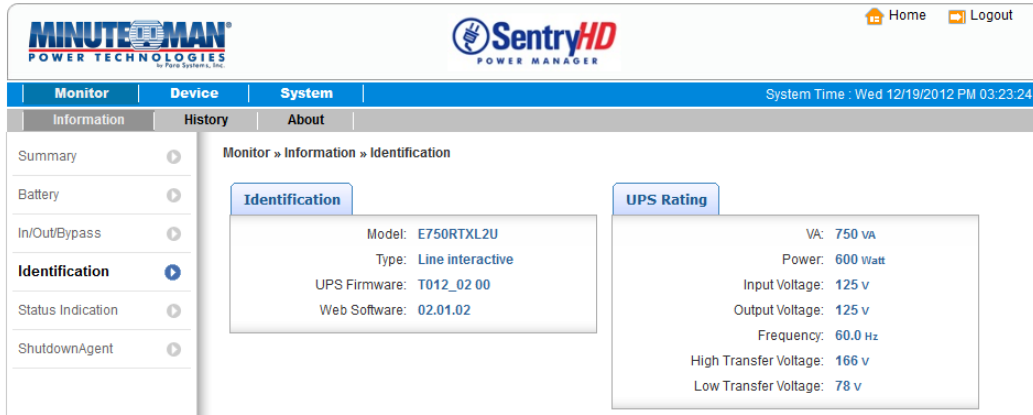 Home Logout
MINUTEMAN®
POWER TECHNOLOGIES
by Para Systems, Inc.
SentryHD
POWER MANAGER
Monitor Device System System Time : Wed 12/19/2012 PM 03:23:24
Information History About
Summary
Battery
In/Out/Bypass
Identification
Status Indication
ShutdownAgent
Monitor » Information » Identification
Identification
Model: E750RTXL2U
Type: Line interactive
UPS Firmware: T012_02 00
Web Software: 02.01.02
UPS Rating
VA: 750 VA
Power: 600 Watt
Input Voltage: 125 V
Output Voltage: 125 V
Frequency: 60.0 Hz
High Transfer Voltage: 166 V
Low Transfer Voltage: 78 V